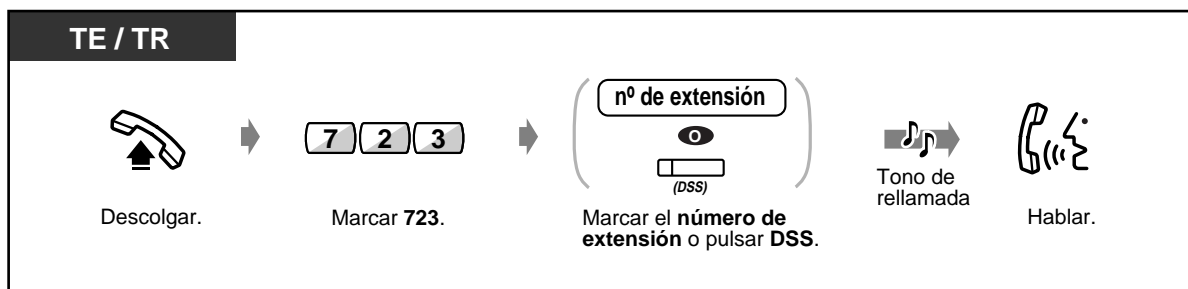 TE / TR
7 2 3
nº de extensión
O
(DSS)
Descolgar.
Marcar 723.
Marcar el número de
extensión o pulsar DSS.
Tono de
rellamada
Hablar.